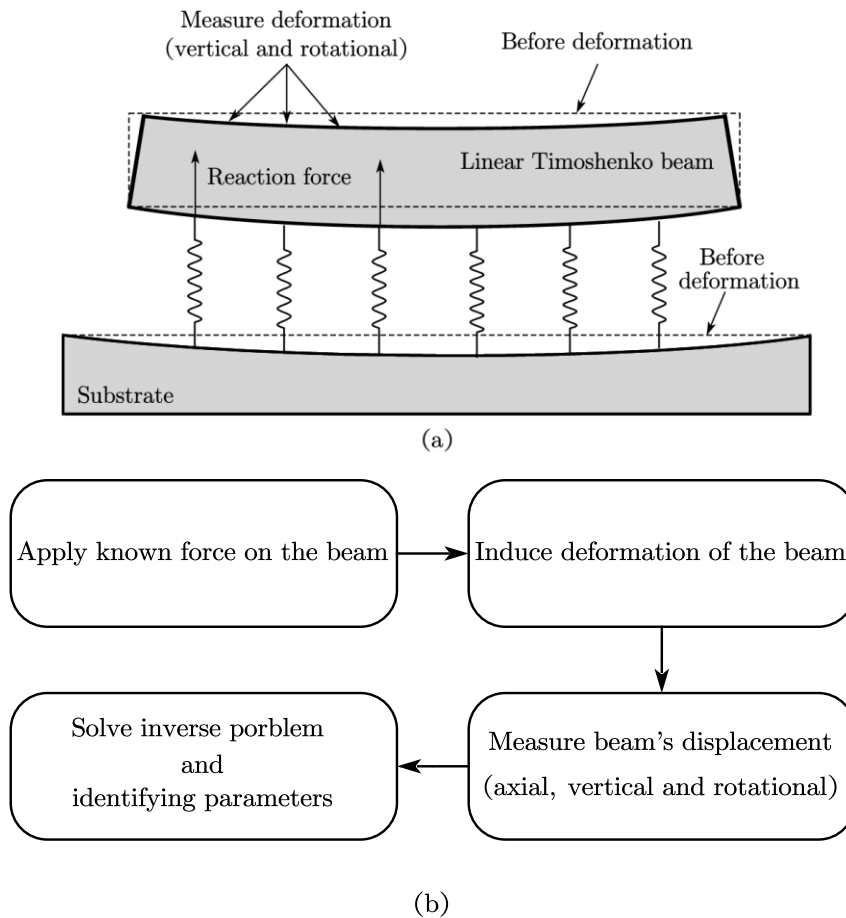 Measure deformation
(vertical and rotational)
Before deformation
Reaction force
Linear Timoshenko beam
Before
deformation
Substrate
(a)
Apply known force on the beam
Induce deformation of the beam
Solve inverse porblem
and
identifying parameters
Measure beam's displacement
(axial, vertical and rotational)
(b)